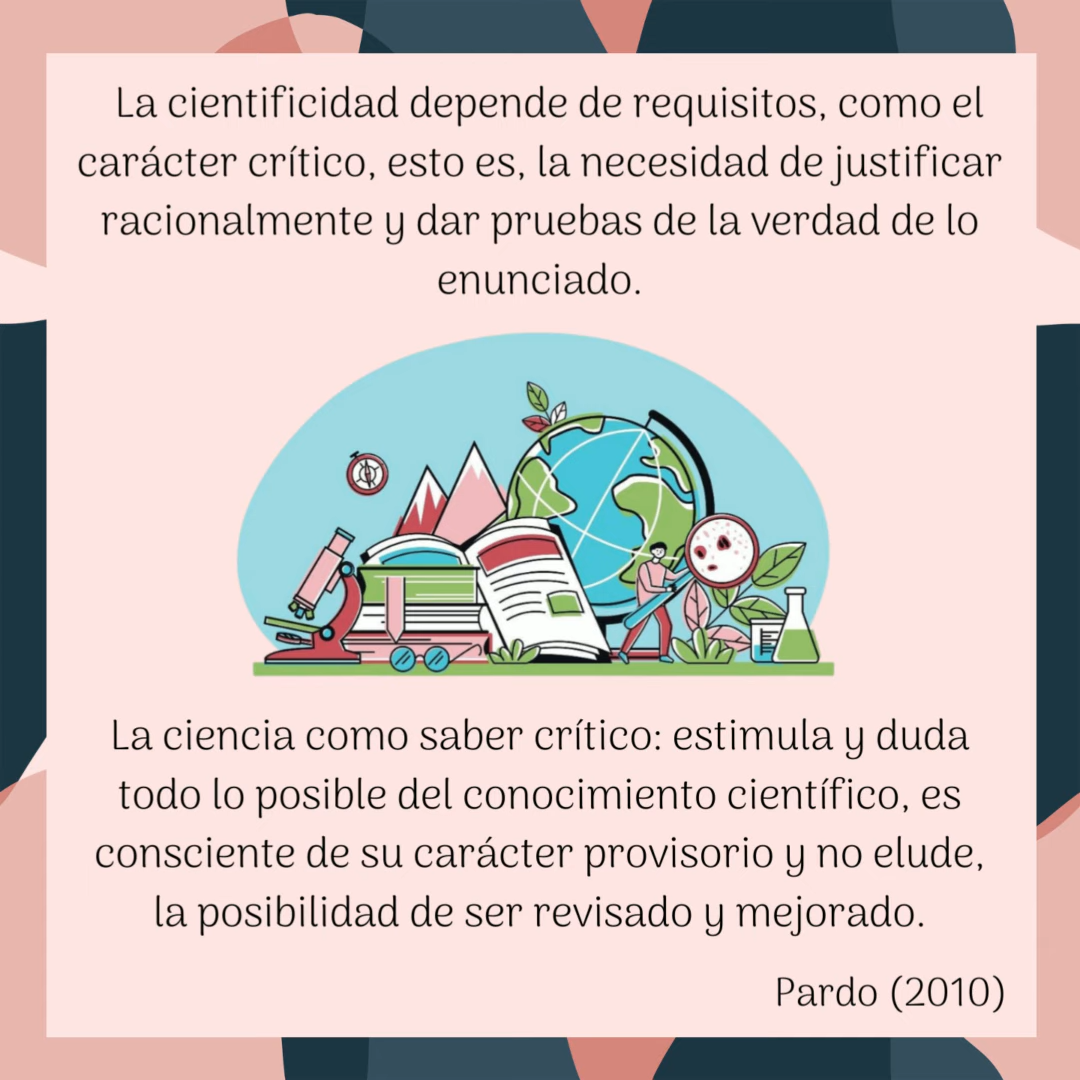 La cientificidad depende de requisitos, como el
carácter crítico, esto es, la necesidad de justificar
racionalmente y dar pruebas de la verdad de lo
enunciado.
La ciencia como saber crítico: estimula y duda
todo lo posible del conocimiento científico, es
consciente de su carácter provisorio y no elude,
la posibilidad de ser revisado y mejorado.
Pardo (2010)